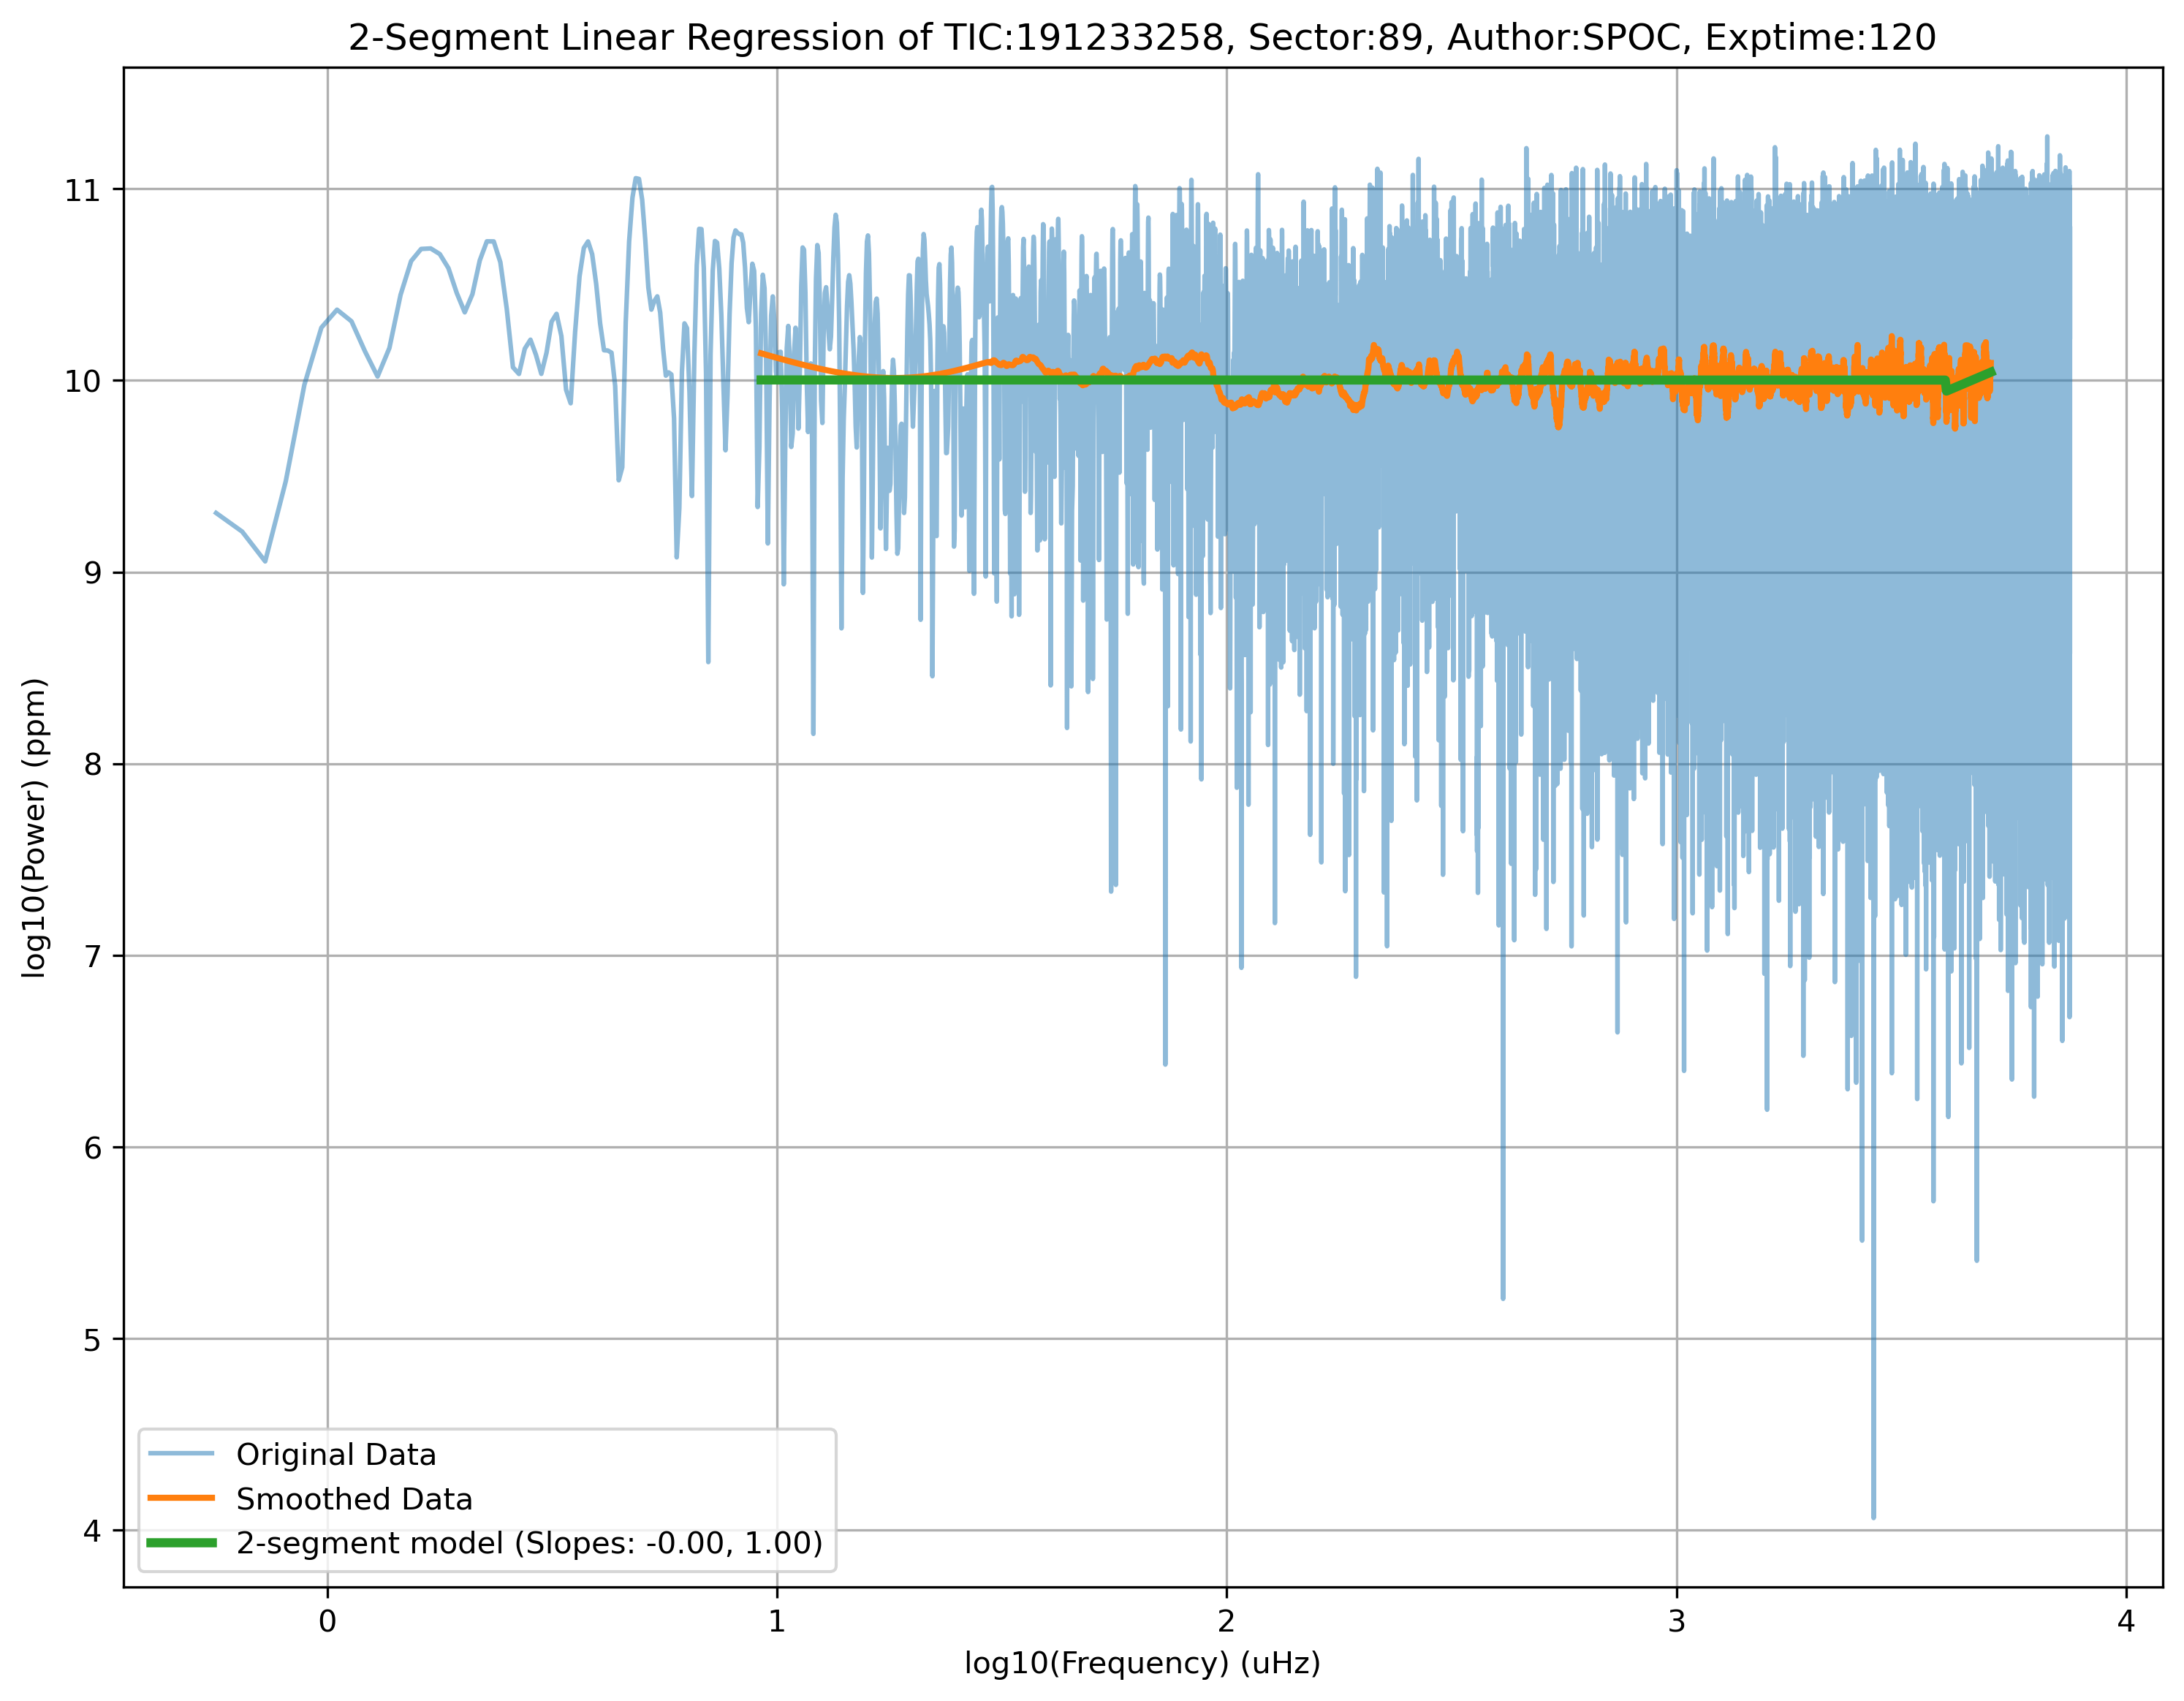 2-Segment Linear Regression of TIC:191233258, Sector:89, Author:SPOC, Exptime:120
11
10
9
8
7
6
5
4
log10(Power) (ppm)
Original Data
Smoothed Data
2-segment model (Slopes: -0.00, 1.00)
0 1 2 3 4
log10(Frequency) (uHz)